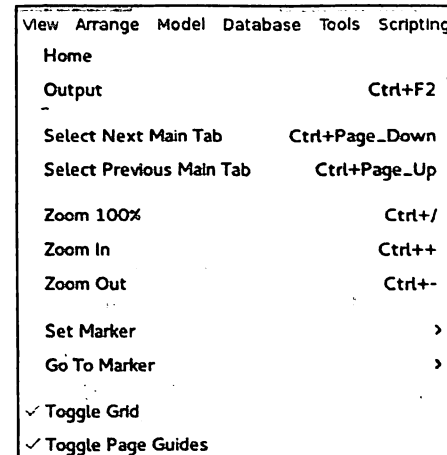 View Arrange Model Database Tools Scripting
Home
Output Ctrl+F2
Select Next Main Tab Ctrl+Page_Down
Select Previous Main Tab Ctrl+Page_Up
Zoom 100% Ctrl+/
Zoom In Ctrl++
Zoom Out Ctrl+-
Set Marker >
Go To Marker >
✓ Toggle Grid
✓ Toggle Page Guides